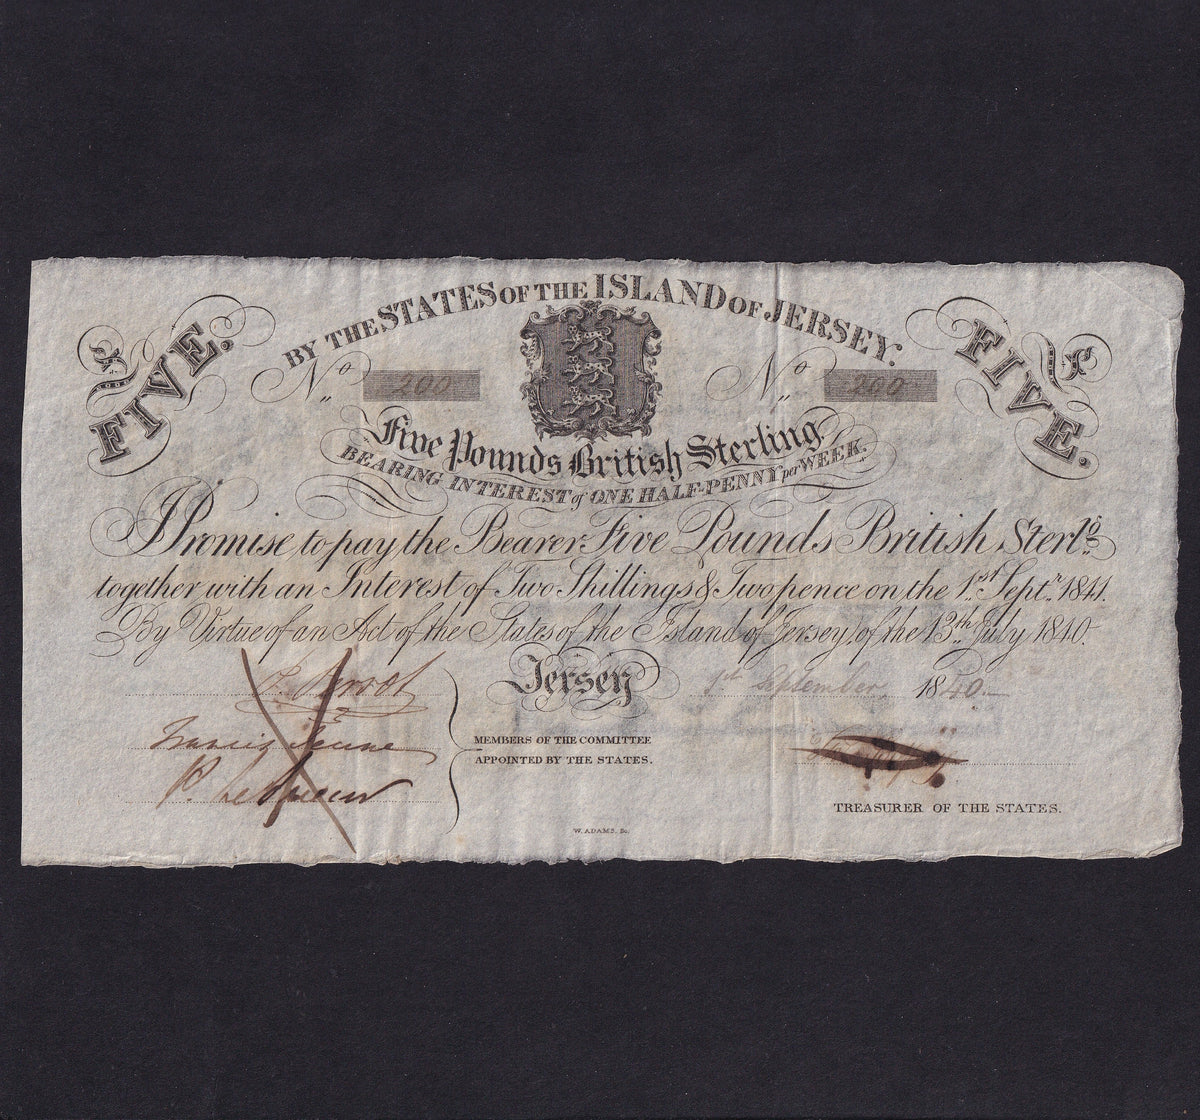 BY THE STATES OF THE ISLAND OF JERSEY.
£ FIVE.
£ FIVE.
No 200
No 200
Five Pounds British Sterling
BEARING INTEREST of ONE HALF-PENNY per WEEK.
I Promise to pay the Bearer Five Pounds British Sterlg
together with an Interest of Two Shillings & Twopence on the 1st Septr 1841.
By Virtue of an Act of the States of the Island of Jersey, of the 13th July 1840.
Jersey 1st September 1840.
Francis Jeune
MEMBERS OF THE COMMITTEE
APPOINTED BY THE STATES.
TREASURER OF THE STATES.
W. ADAMS. Sc.